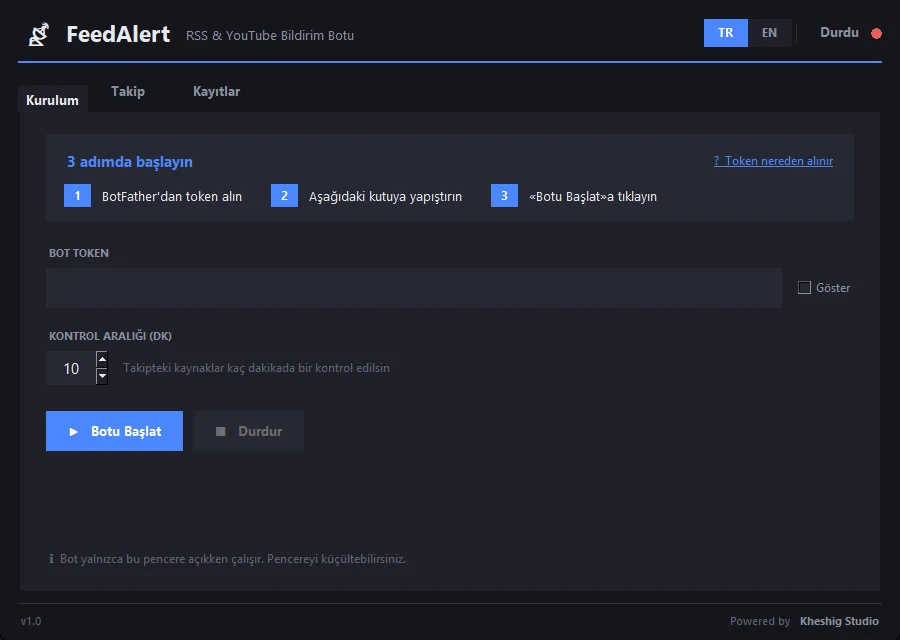 FeedAlert RSS & YouTube Bildirim Botu TR EN Durdu
Kurulum Takip Kayıtlar
3 adımda başlayın ? Token nereden alınır
1 BotFather'dan token alın 2 Aşağıdaki kutuya yapıştırın 3 «Botu Başlat»a tıklayın
BOT TOKEN
Göster
KONTROL ARALIĞI (DK)
10 Takipteki kaynaklar kaç dakikada bir kontrol edilsin
Botu Başlat Durdur
Bot yalnızca bu pencere açıkken çalışır. Pencereyi küçültebilirsiniz.
v1.0 Powered by Kheshig Studio